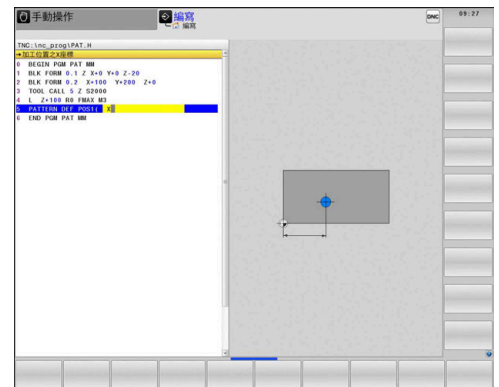 手動操作
編寫
編寫
DNC
09:27
TNC:\nc_prog\PAT.H
→加工位置之X座標
0 BEGIN PGM PAT MM
1 BLK FORM 0.1 Z X+0 Y+0 Z-20
2 BLK FORM 0.2 X+100 Y+200 Z+0
3 TOOL CALL 5 Z S2000
4 L Z+100 R0 FMAX M3
5 PATTERN DEF POS1( X
6 END PGM PAT MM